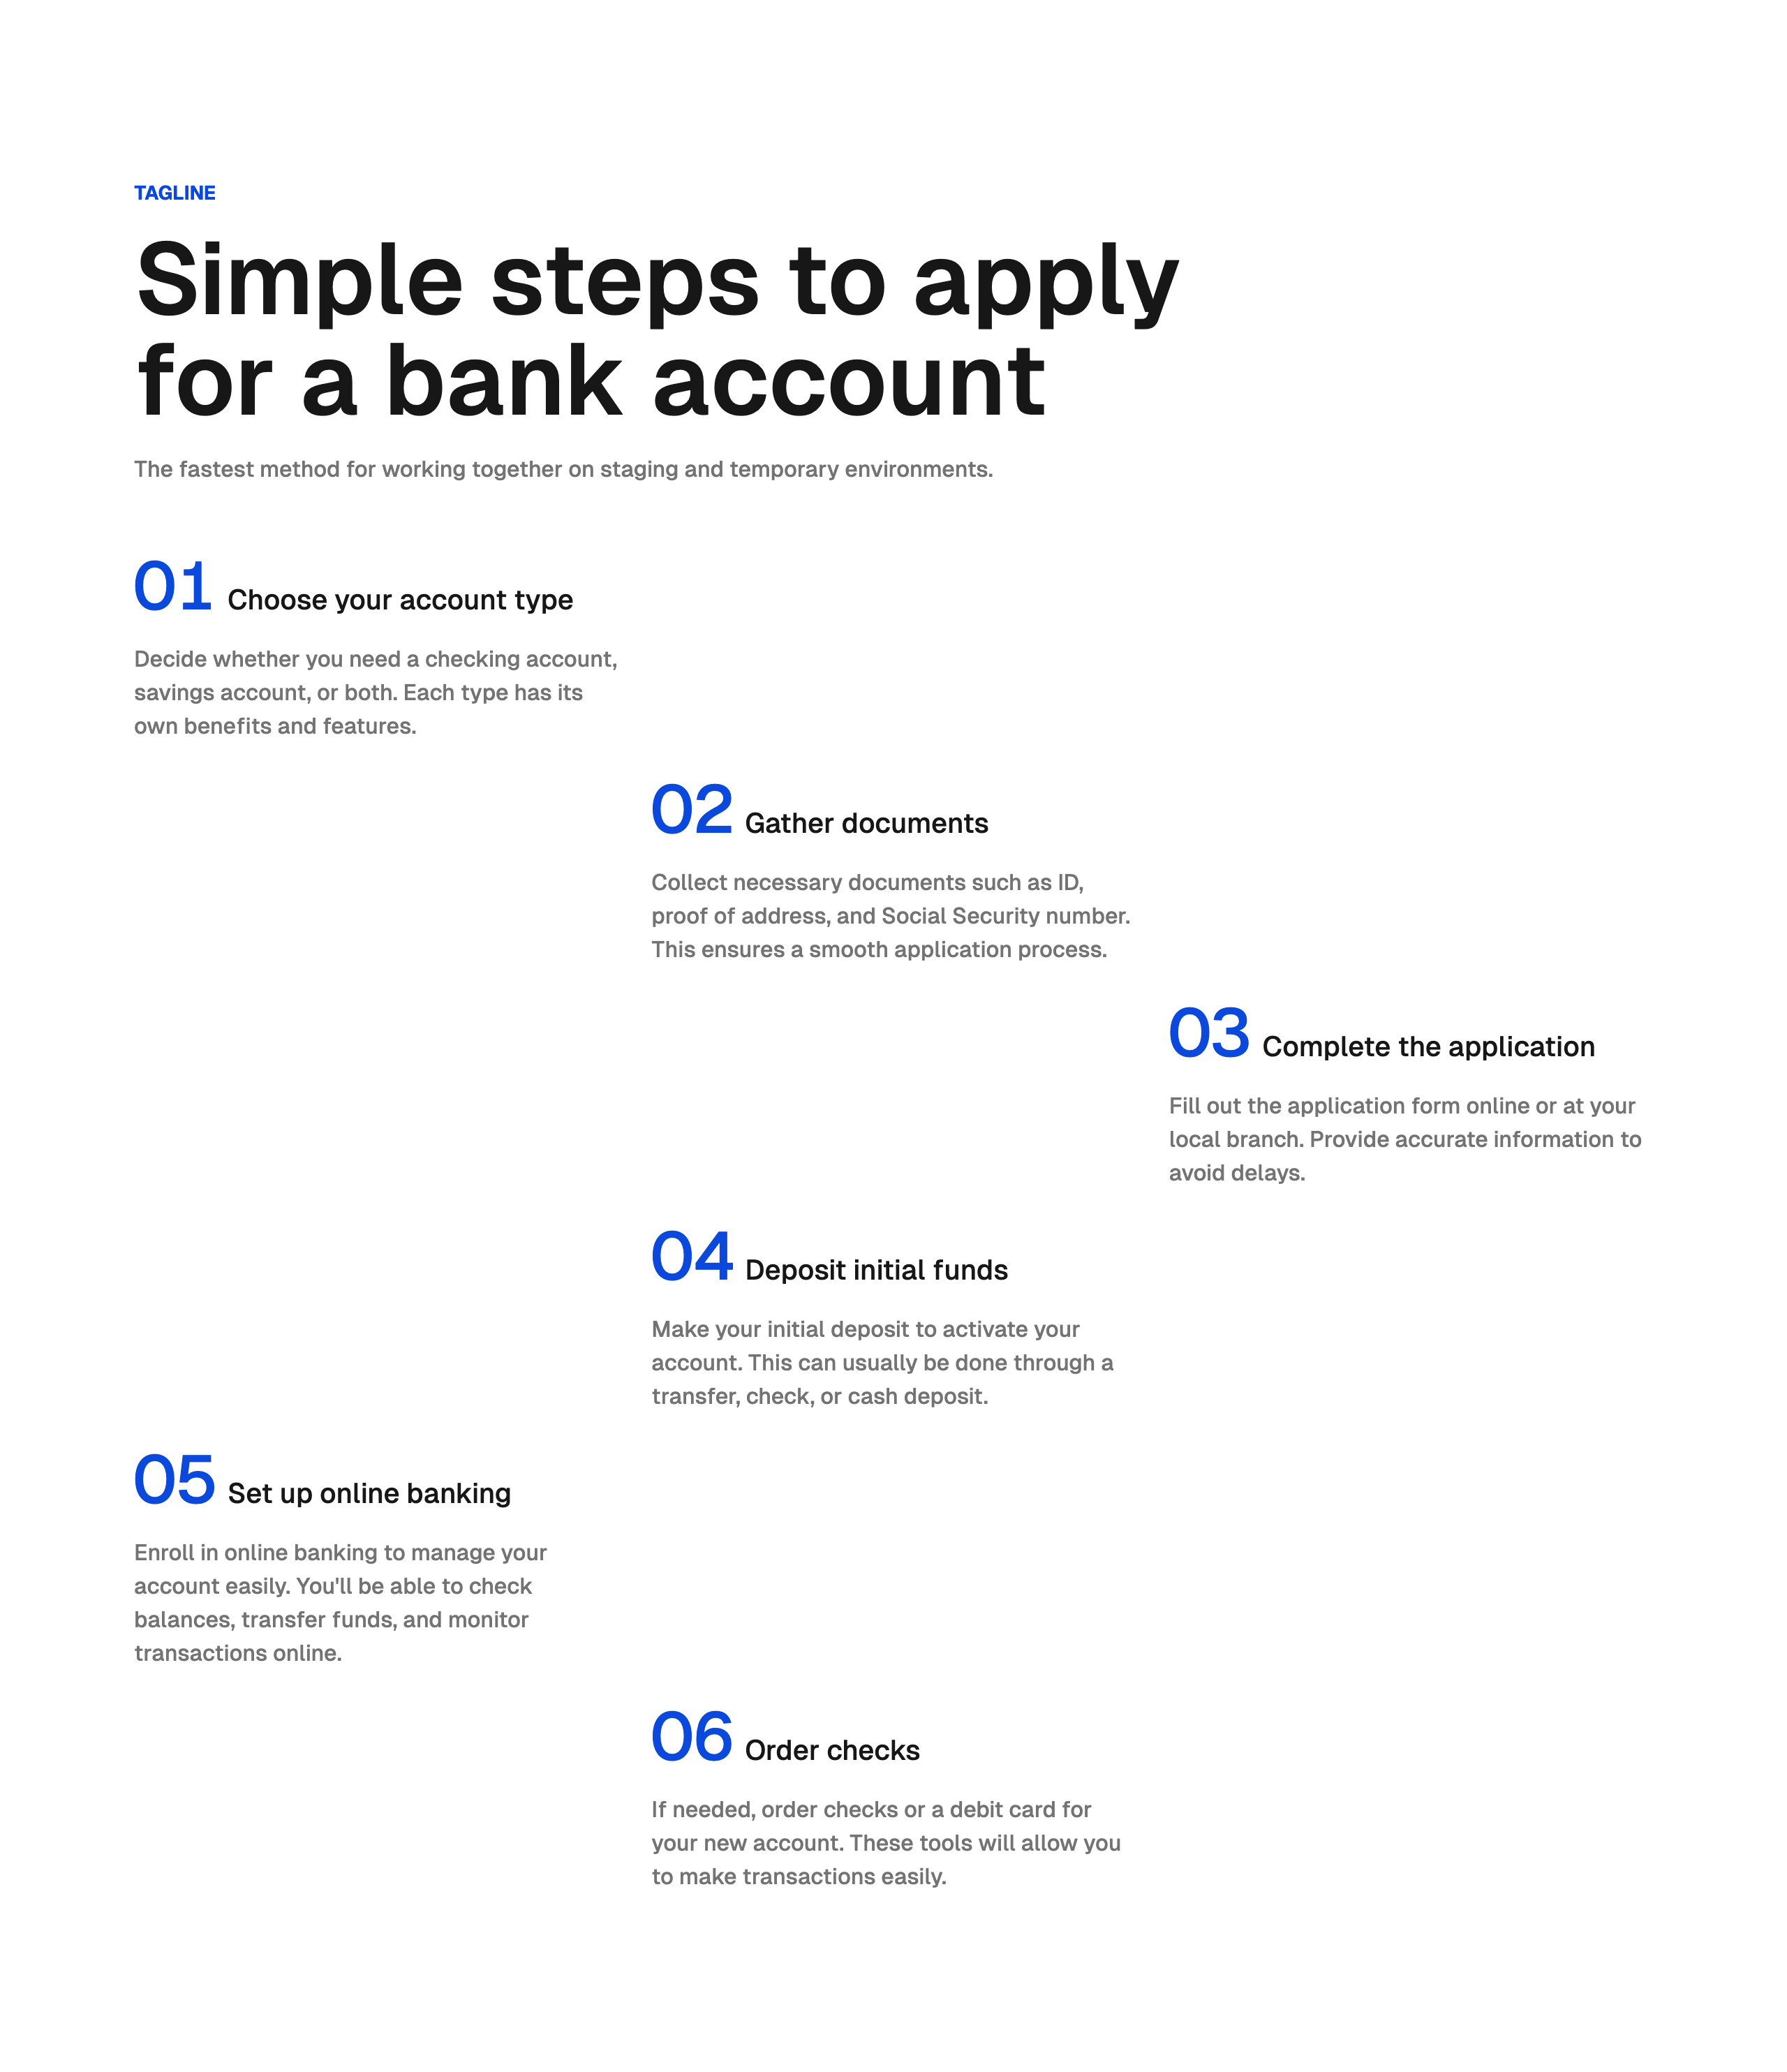 TAGLINE
Simple steps to apply
for a bank account
The fastest method for working together on staging and temporary environments.
01 Choose your account type
Decide whether you need a checking account,
savings account, or both. Each type has its
own benefits and features.
02 Gather documents
Collect necessary documents such as ID,
proof of address, and Social Security number.
This ensures a smooth application process.
03 Complete the application
Fill out the application form online or at your
local branch. Provide accurate information to
avoid delays.
04 Deposit initial funds
Make your initial deposit to activate your
account. This can usually be done through a
transfer, check, or cash deposit.
05 Set up online banking
Enroll in online banking to manage your
account easily. You'll be able to check
balances, transfer funds, and monitor
transactions online.
06 Order checks
If needed, order checks or a debit card for
your new account. These tools will allow you
to make transactions easily.